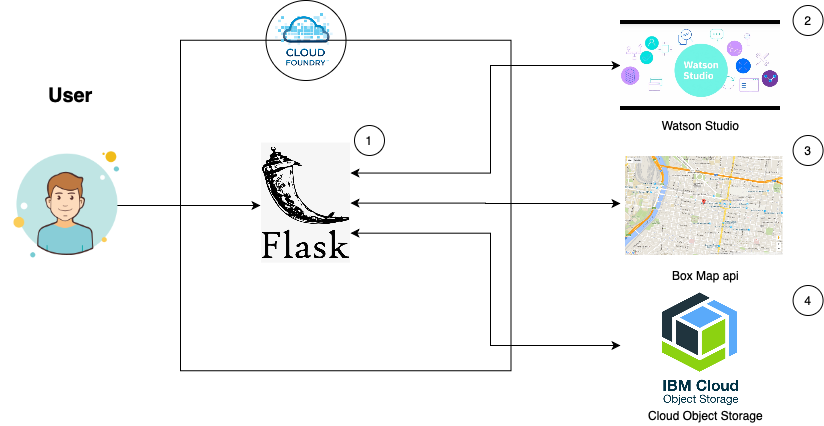 CLOUD
FOUNDRY
2
Watson
Studio
User
Watson Studio
1
3
Flask
Box Map api
4
IBM Cloud
Object Storage
Cloud Object Storage